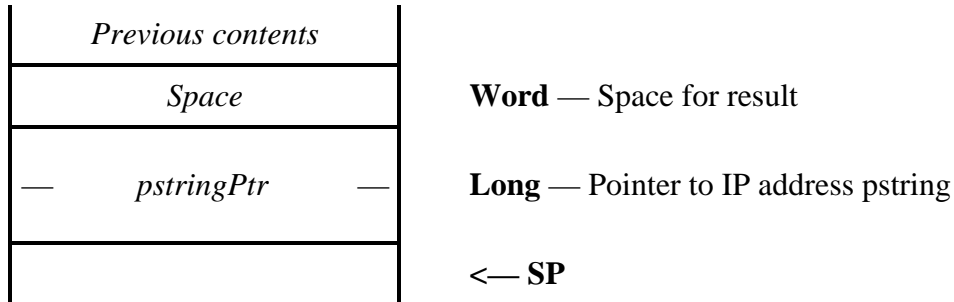 Previous contents
Space Word — Space for result
— pstringPtr — Long — Pointer to IP address pstring
<— SP